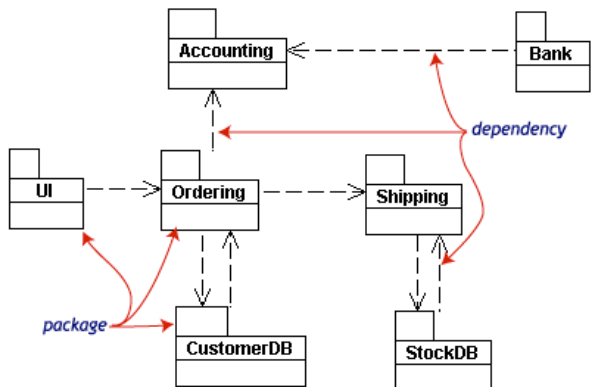 Accounting
Bank
dependency
UI
Ordering
Shipping
package
CustomerDB
StockDB